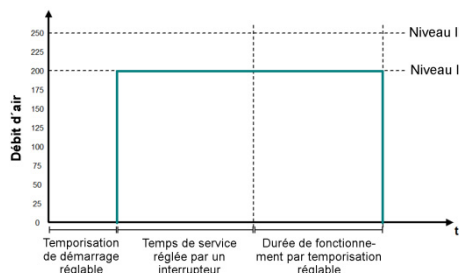 Débit d´air
250
225
200
175
150
125
100
75
50
25
0
Niveau I
Niveau I
t
Temporisation
de démarrage
réglable
Temps de service
réglée par un
interrupteur
Durée de fonctionne-
ment par temporisation
réglable